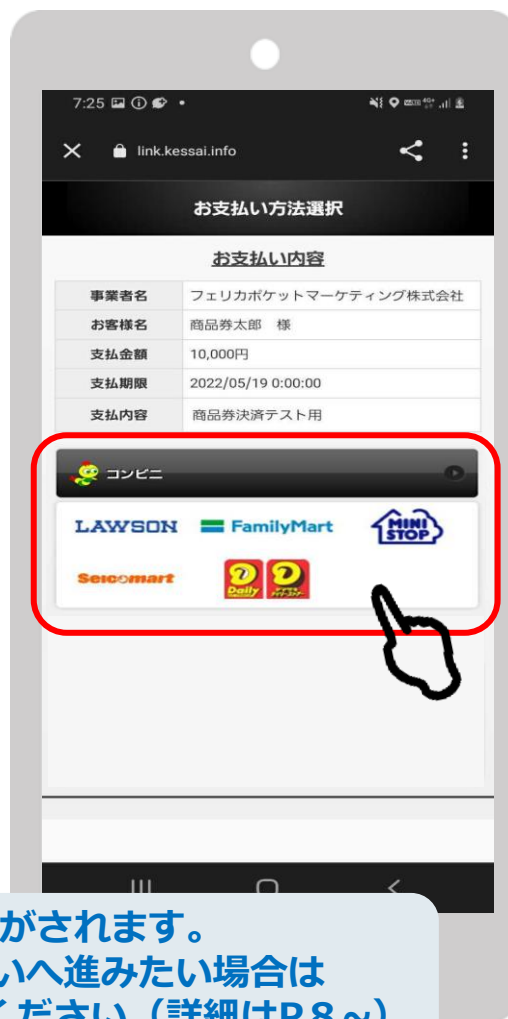 7:25
link.kessai.info
お支払い方法選択
お支払い内容
事業者名 フェリカポケットマーケティング株式会社
お客様名 商品券太郎 様
支払金額 10,000円
支払期限 2022/05/19 0:00:00
支払内容 商品券決済テスト用
コンビニ
LAWSON FamilyMart MINI STOP
Seicomart Daily
がされます。
いへ進みたい場合は
ください(詳細はP.8~)